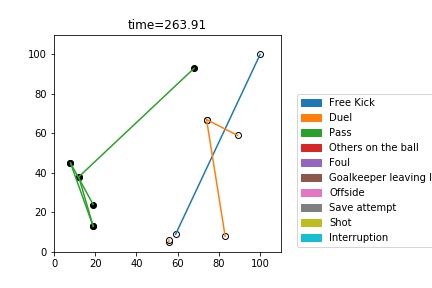 time=263.91
100
80
60
40
20
0
0 20 40 60 80 100
Free Kick
Duel
Pass
Others on the ball
Foul
Goalkeeper leaving l
Offside
Save attempt
Shot
Interruption